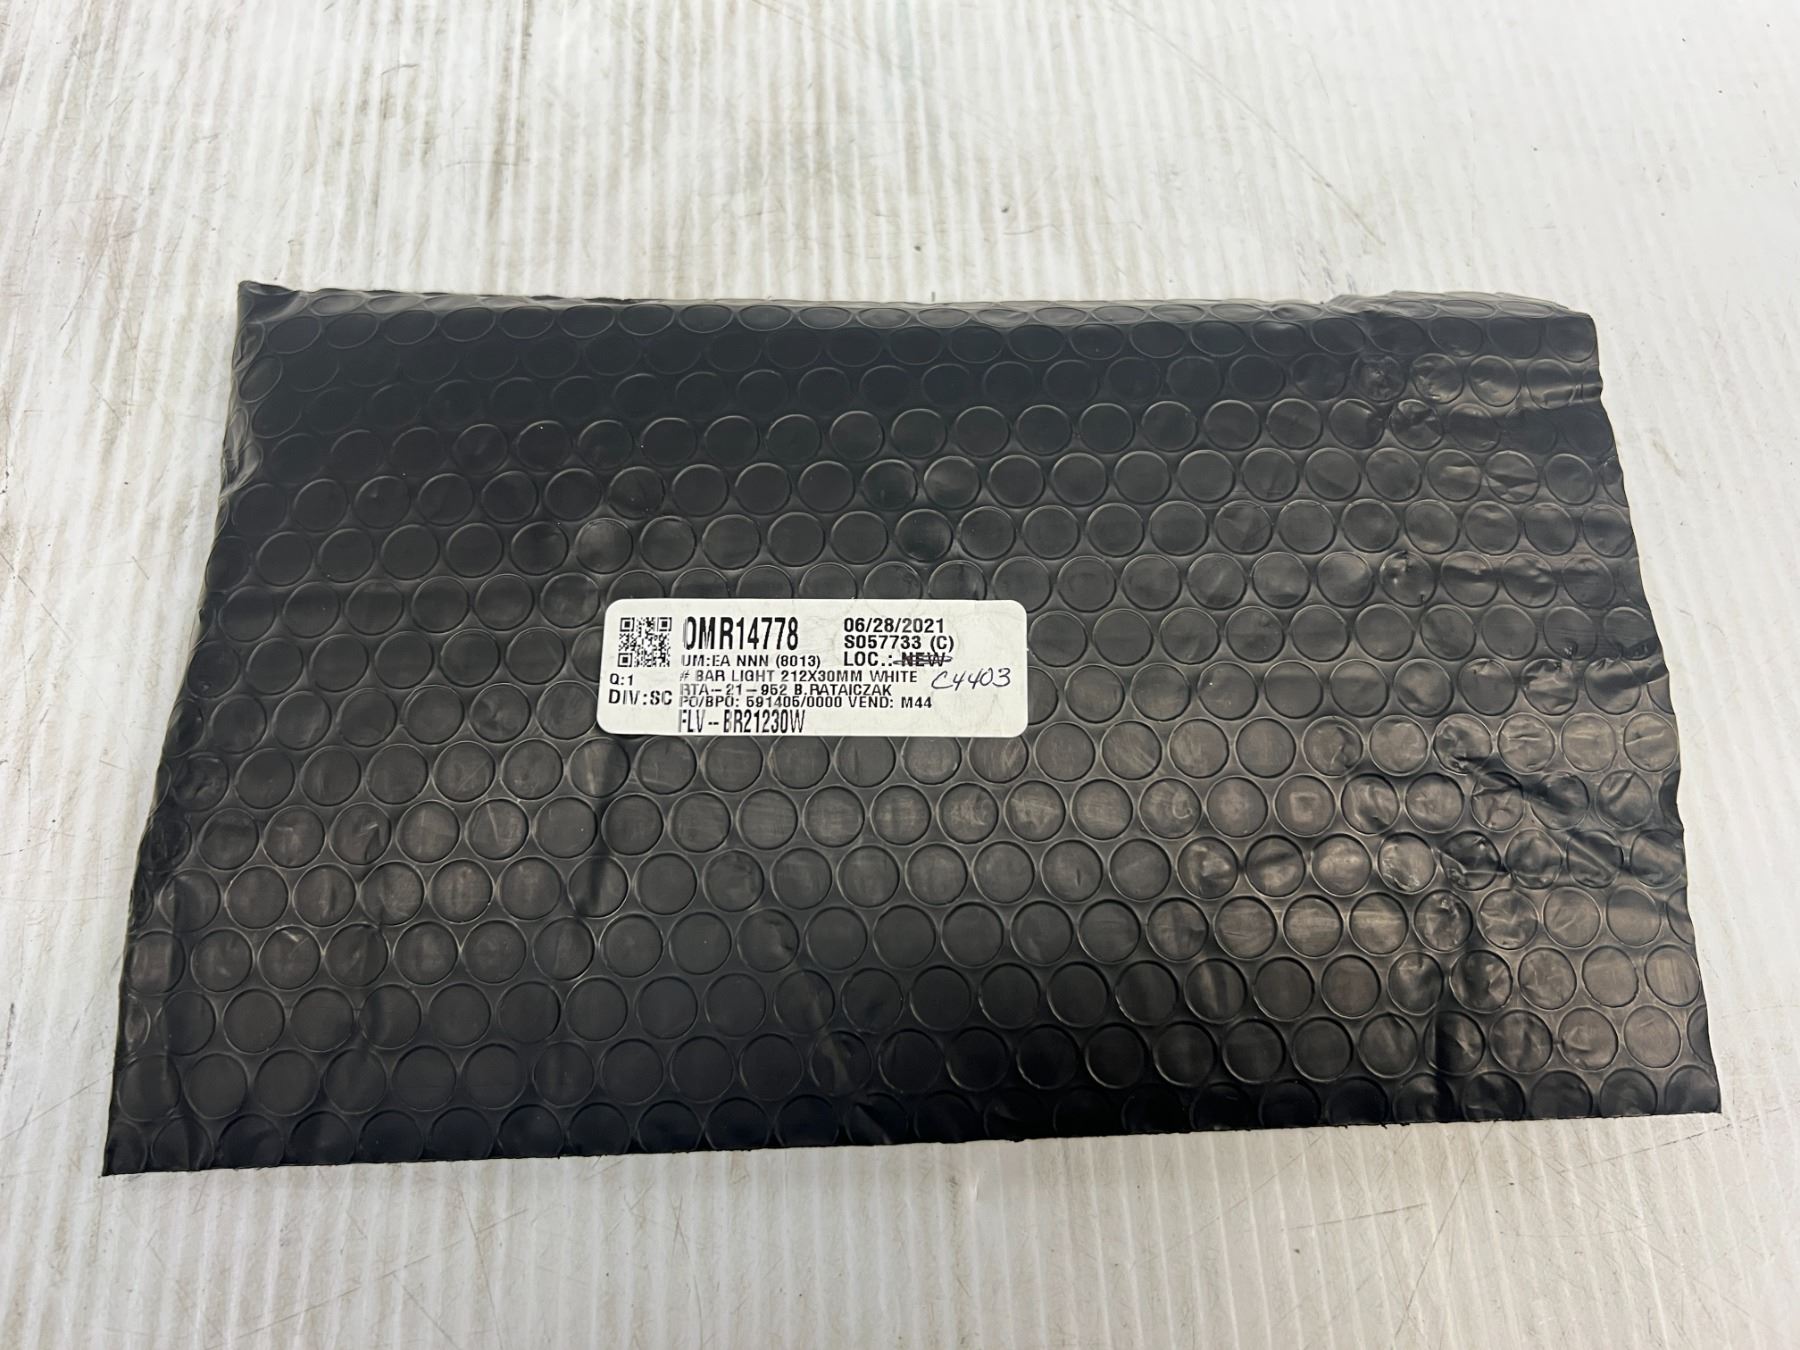 OMR14778 06/28/2021
S057733 (C)
UM:EA NNN (8013) LOC.: NEW
# BAR LIGHT 212X30MM WHITE C4403
Q:1
RTA-21-952 B.RATAICZAK
DIV:SC PO/BPO: 591406/0000 VEND: M44
FLV-BR21230W